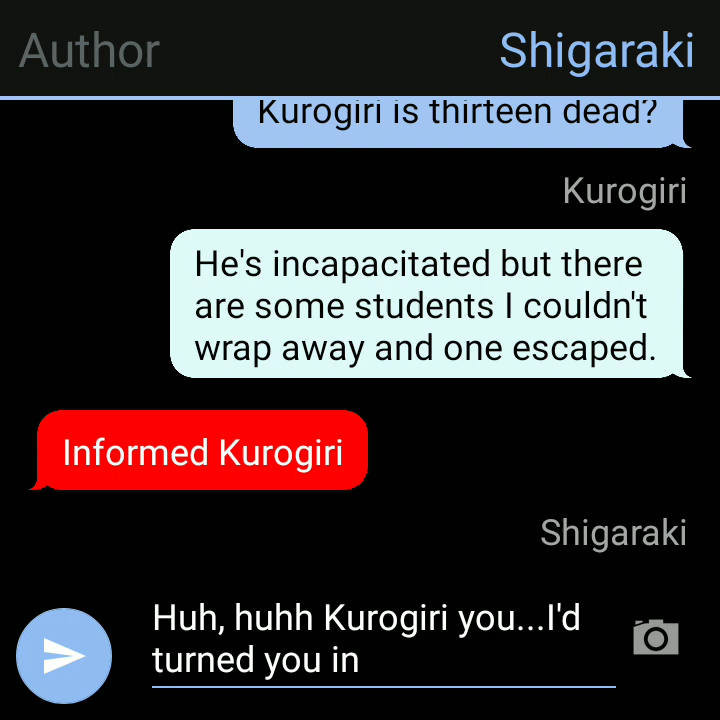 Author
Shigaraki
Kurogiri is thirteen dead?
Kurogiri
He's incapacitated but there
are some students I couldn't
wrap away and one escaped.
Informed Kurogiri
Shigaraki
Huh, huhh Kurogiri you...I'd
turned you in